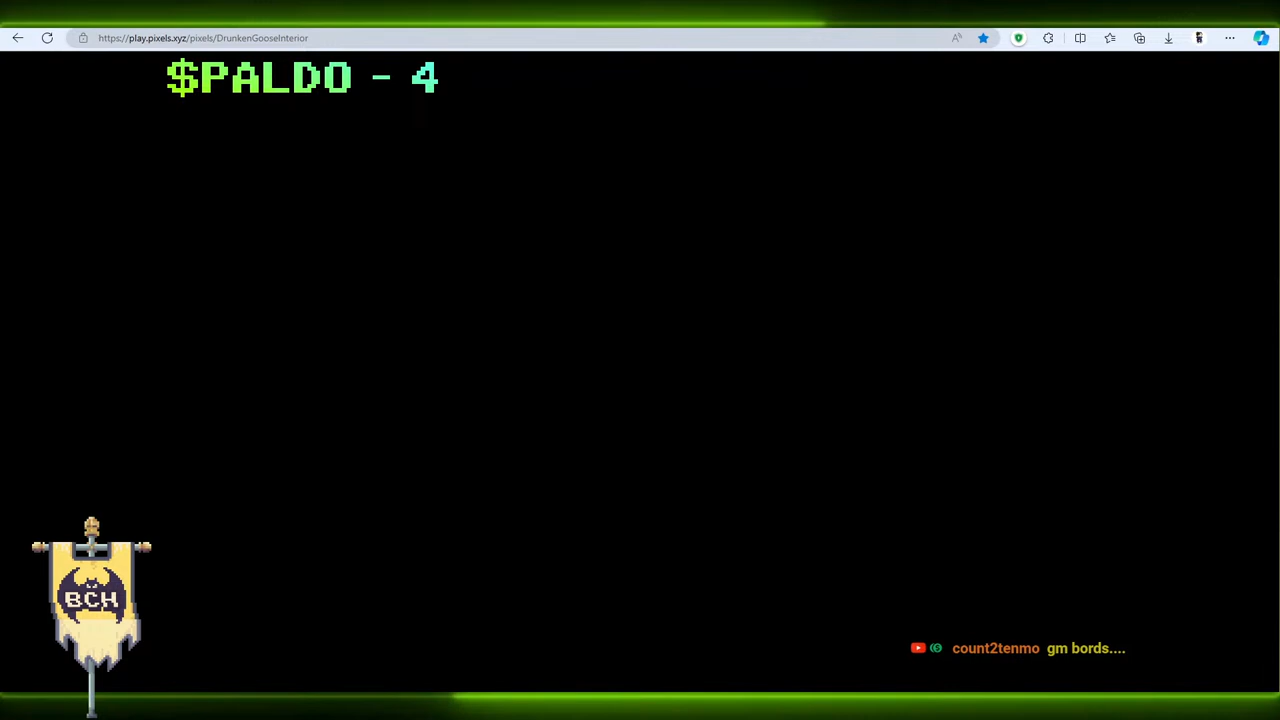 https://play.pixels.xyz/pixels/DrunkenGooseInterior
$PALDO - 4
BCH
count2tenmo gm bords....